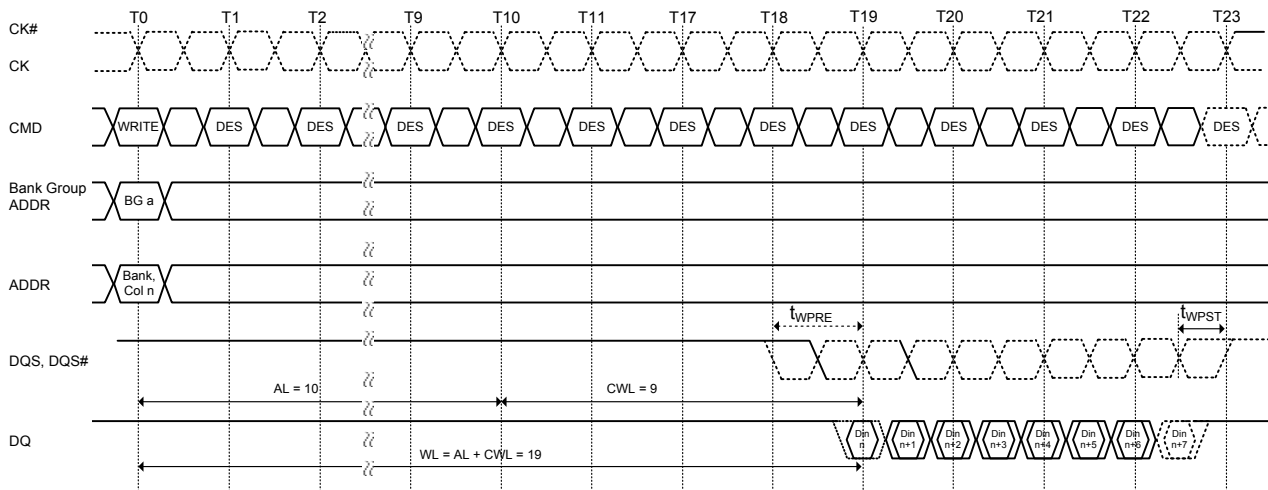 T0 T1 T2 T9 T10 T11 T17 T18 T19 T20 T21 T22 T23
CK#
CK
CMD WRITE DES DES DES DES DES DES DES DES DES DES DES DES
Bank Group
ADDR
BG a
ADDR
Bank,
Col n
tWPRE
tWPST
DQS, DQS#
AL = 10
CWL = 9
DQ
Din
n
Din
n+1
Din
n+2
Din
n+3
Din
n+4
Din
n+5
Din
n+6
Din
n+7
WL = AL + CWL = 19